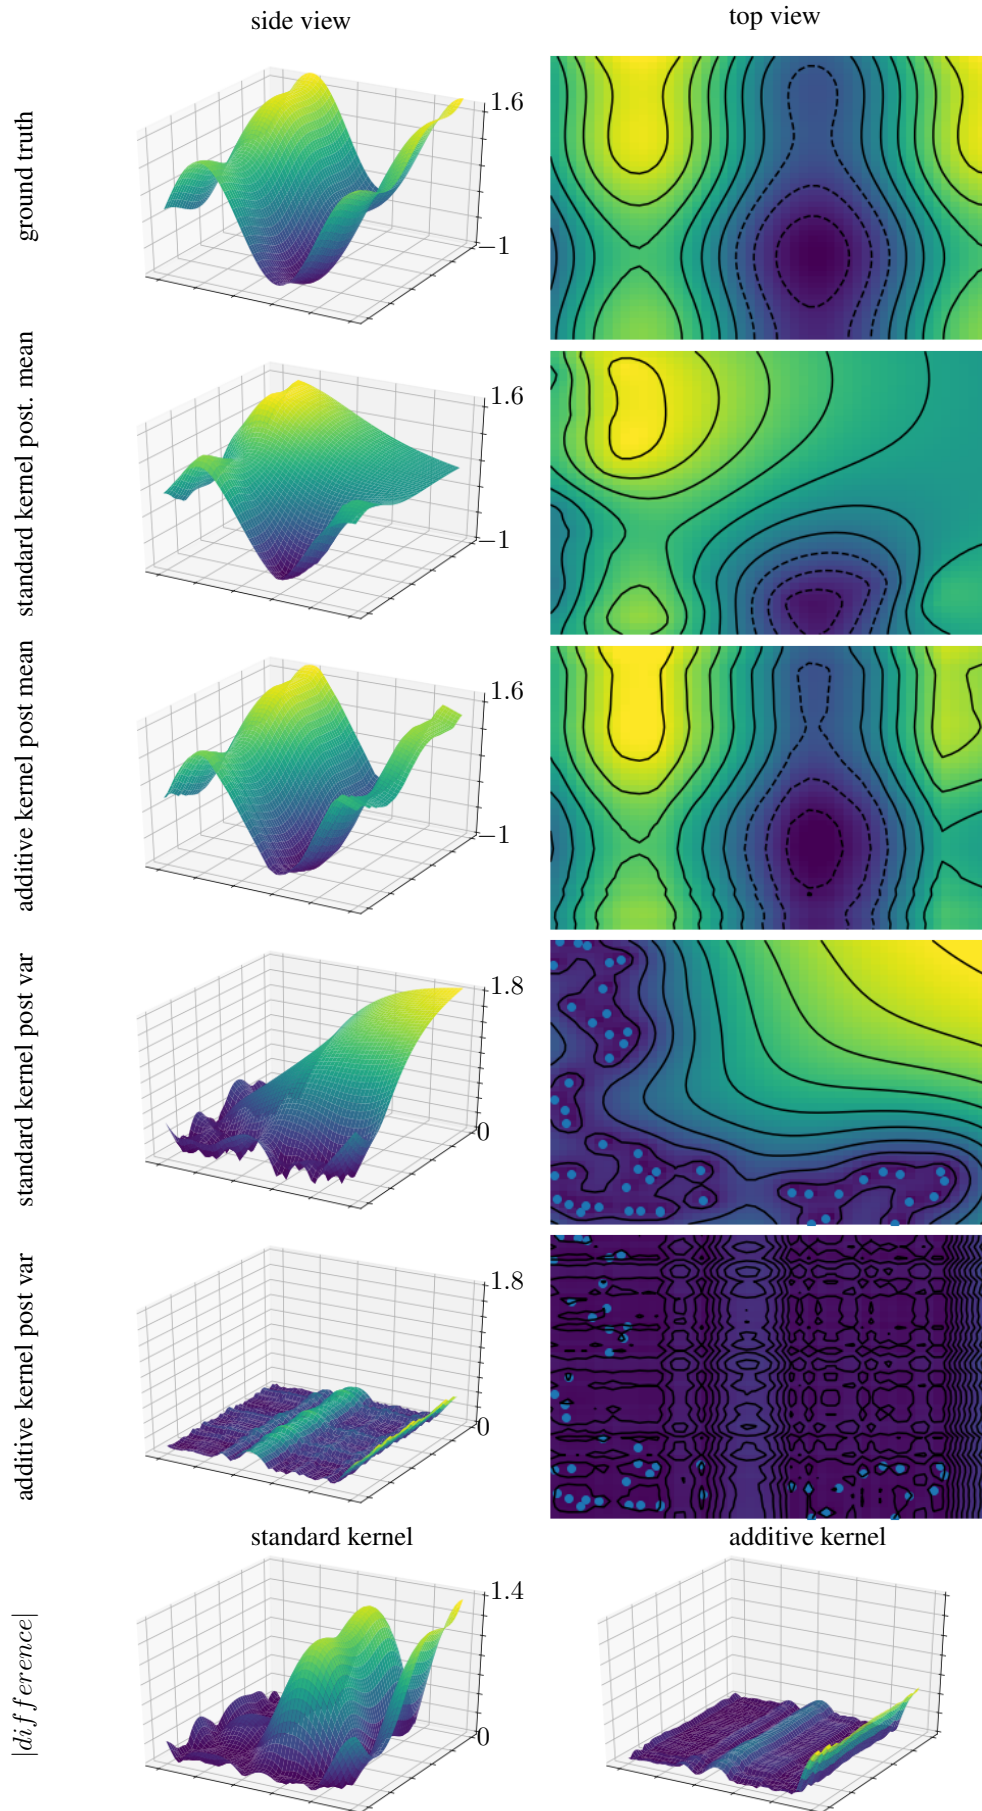 side view
top view
ground truth
1.6
−1
standard kernel post. mean
1.6
−1
additive kernel post mean
1.6
−1
standard kernel post var
1.8
0
additive kernel post var
1.8
0
standard kernel
additive kernel
|difference|
1.4
0